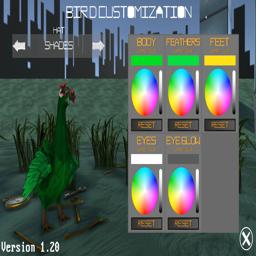 BIRD CUSTOMIZATION
HAT
SHADES
BODY
FEATHERS
FEET
RESET
RESET
RESET
EYES
EYE GLOW
RESET
RESET
Version 1.20
X